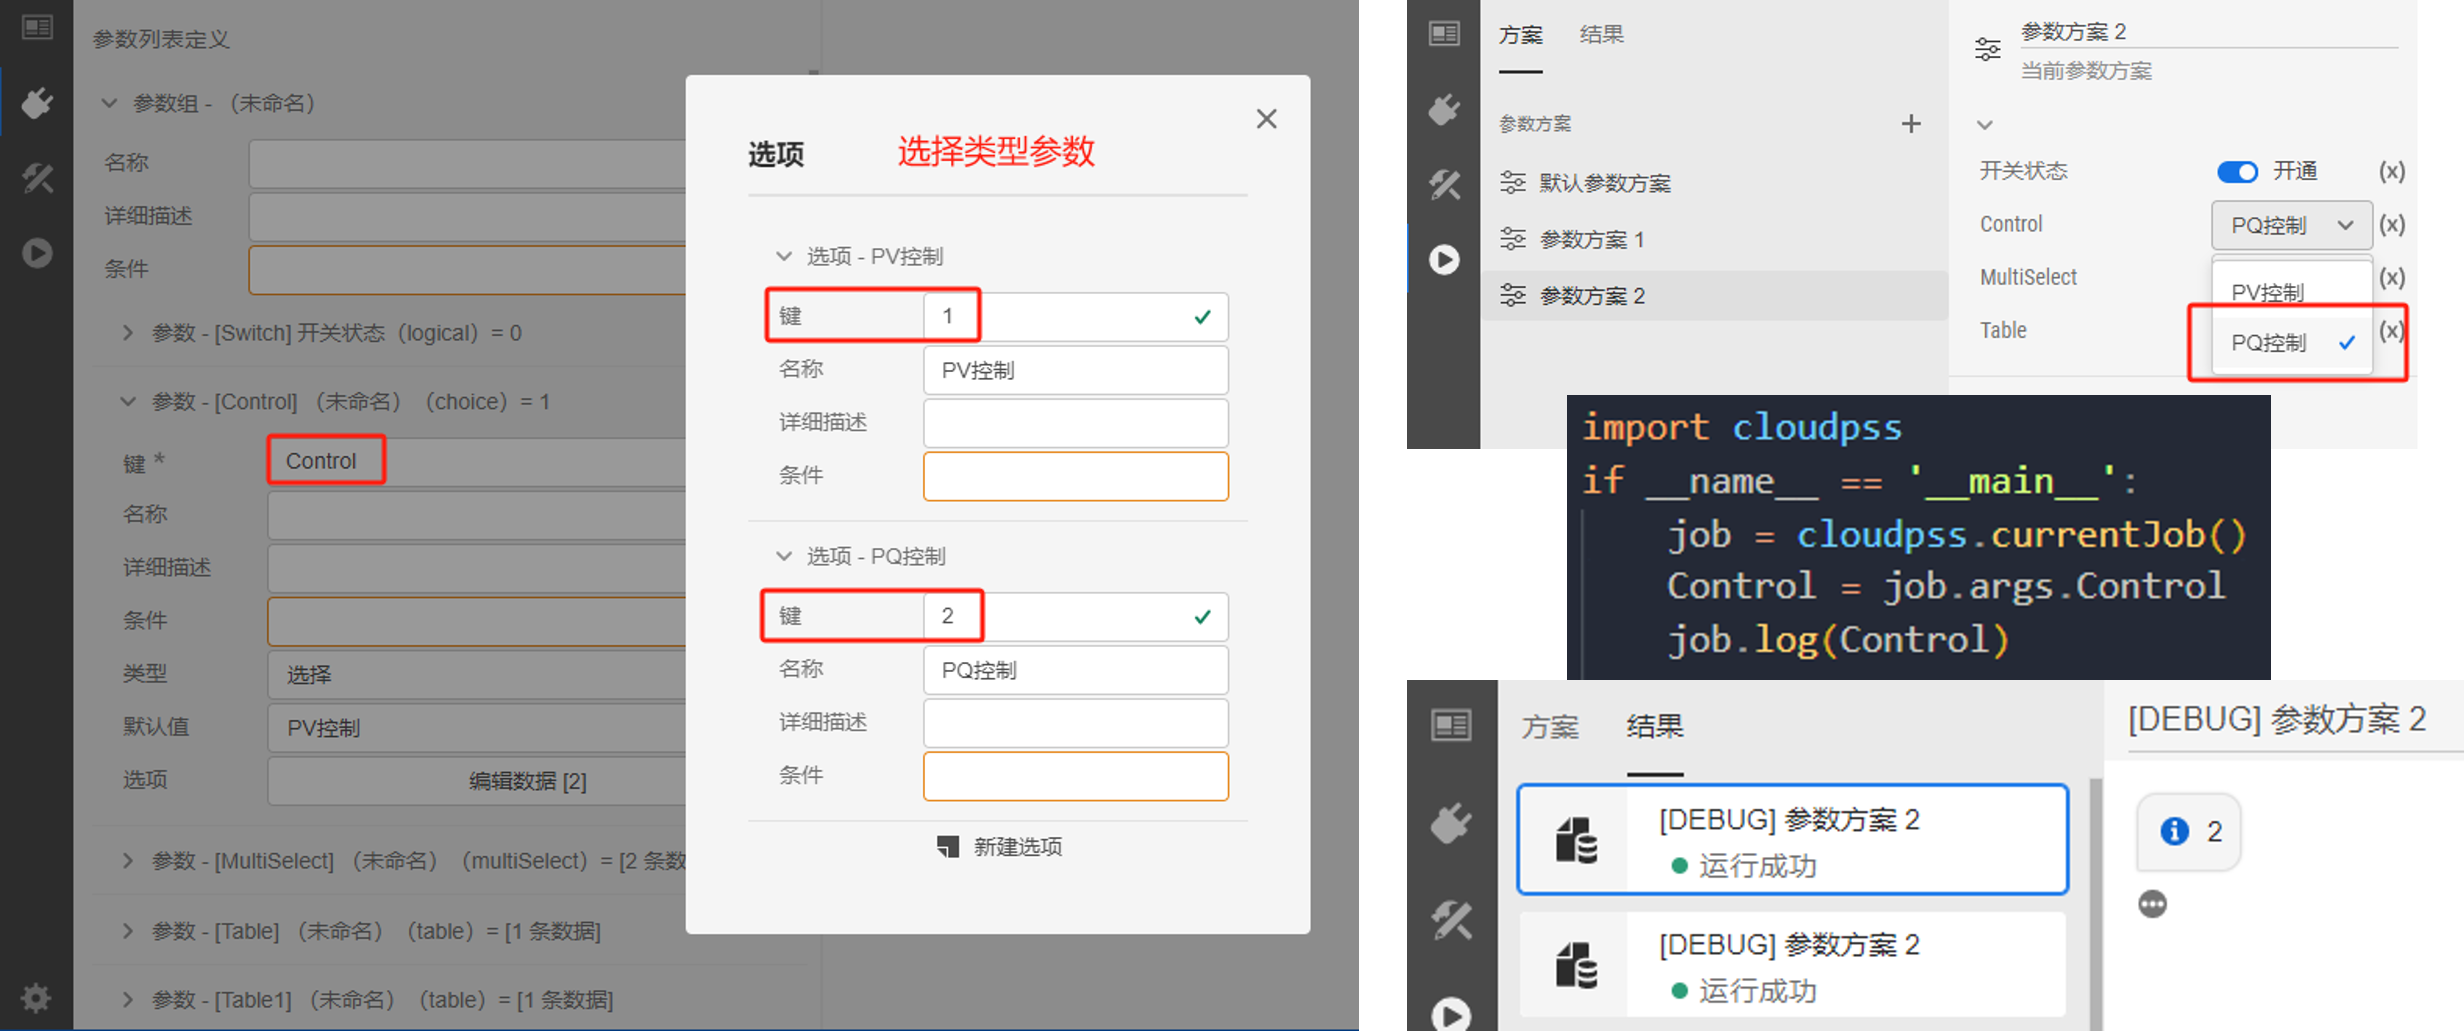 参数列表定义
参数组 - （未命名）
名称
详细描述
条件
参数 - [Switch] 开关状态（logical）= 0
参数 - [Control] （未命名）（choice）= 1
键 *
Control
名称
详细描述
条件
类型
选择
默认值
PV控制
选项
编辑数据 [2]
参数 - [MultiSelect] （未命名）（multiSelect）= [2 条数
参数 - [Table] （未命名）（table）= [1 条数据]
参数 - [Table1] （未命名）（table）= [1 条数据]
选项
选择类型参数
选项 - PV控制
键
1
名称
PV控制
详细描述
条件
选项 - PQ控制
键
2
名称
PQ控制
详细描述
条件
新建选项
方案
结果
参数方案
默认参数方案
参数方案 1
参数方案 2
参数方案 2
当前参数方案
开关状态
开通
(x)
Control
PQ控制
(x)
MultiSelect
(x)
PV控制
Table
(x)
PQ控制
import cloudpss
if __name__ == '__main__':
job = cloudpss.currentJob()
Control = job.args.Control
job.log(Control)
方案
结果
[DEBUG] 参数方案 2
运行成功
[DEBUG] 参数方案 2
运行成功
[DEBUG] 参数方案 2
2